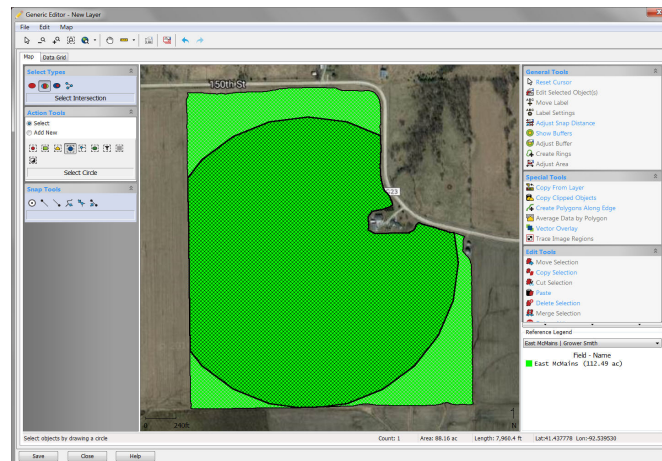 Generic Editor - New Layer
File Edit Map
Map Data Grid
Select Types
Select Intersection
Action Tools
Select
Add New
Select Circle
Snap Tools
150th St
23
0 240ft
N
General Tools
Reset Cursor
Edit Selected Object(s)
Move Label
Label Settings
Adjust Snap Distance
Show Buffers
Adjust Buffer
Create Rings
Adjust Area
Special Tools
Copy From Layer
Copy Clipped Objects
Create Polygons Along Edge
Average Data by Polygon
Vector Overlay
Trace Image Regions
Edit Tools
Move Selection
Copy Selection
Cut Selection
Paste
Delete Selection
Merge Selection
Reference Legend
East McMains | Grower Smith
Field - Name
East McMains (112.49 ac)
Select objects by drawing a circle Count: 1 Area: 88.16 ac Length: 7,960.4 ft Lat:41.437778 Lon:-92.539530
Save Close Help